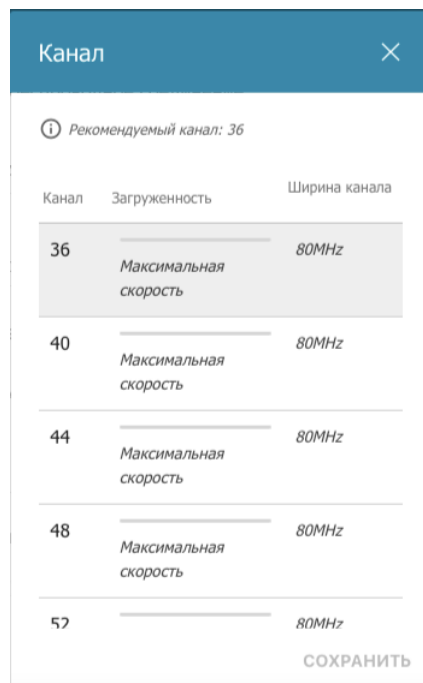 Канал
Рекомендуемый канал: 36
Канал Загруженность Ширина канала
36 80MHz
Максимальная
скорость
40 80MHz
Максимальная
скорость
44 80MHz
Максимальная
скорость
48 80MHz
Максимальная
скорость
52 80MHz
СОХРАНИТЬ